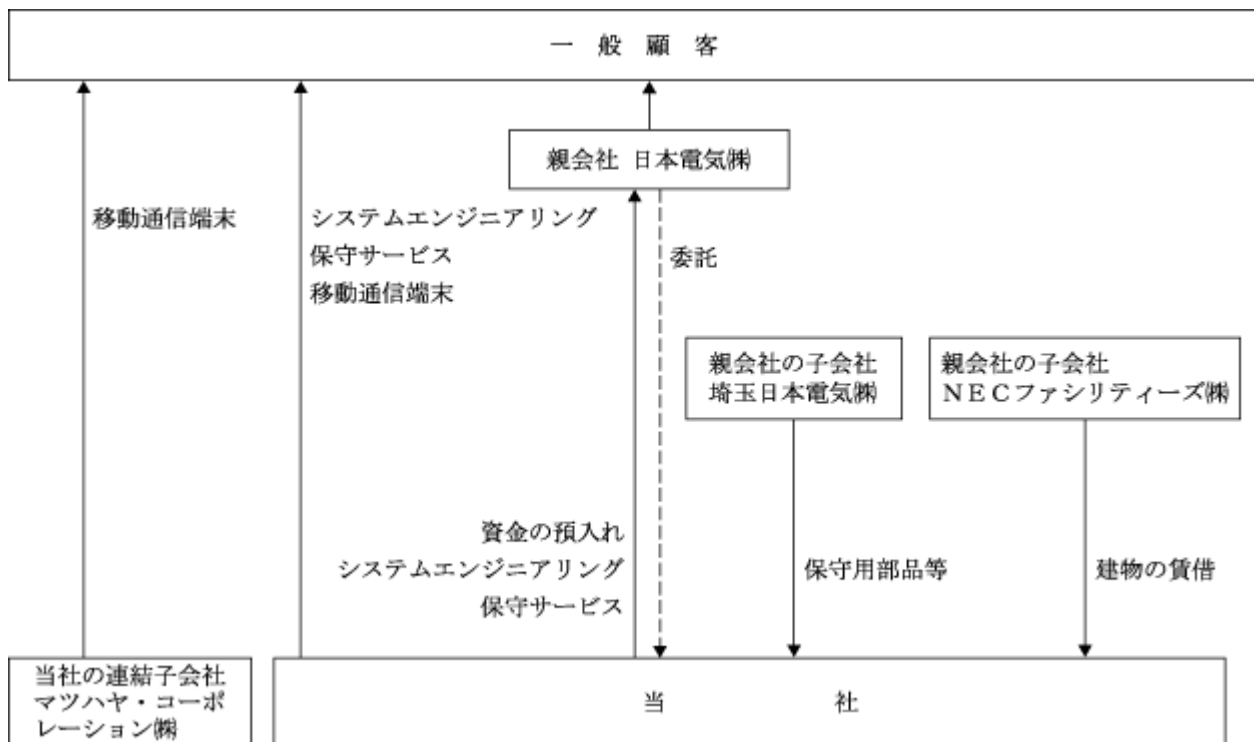 一般顧客
親会社 日本電気㈱
移動通信端末
システムエンジニアリング
保守サービス
移動通信端末
委託
親会社の子会社
埼玉日本電気㈱
親会社の子会社
ＮＥＣファシリティーズ㈱
資金の預入れ
システムエンジニアリング
保守サービス
保守用部品等
建物の賃借
当社の連結子会社
マツハヤ・コーポ
レーション㈱
当社